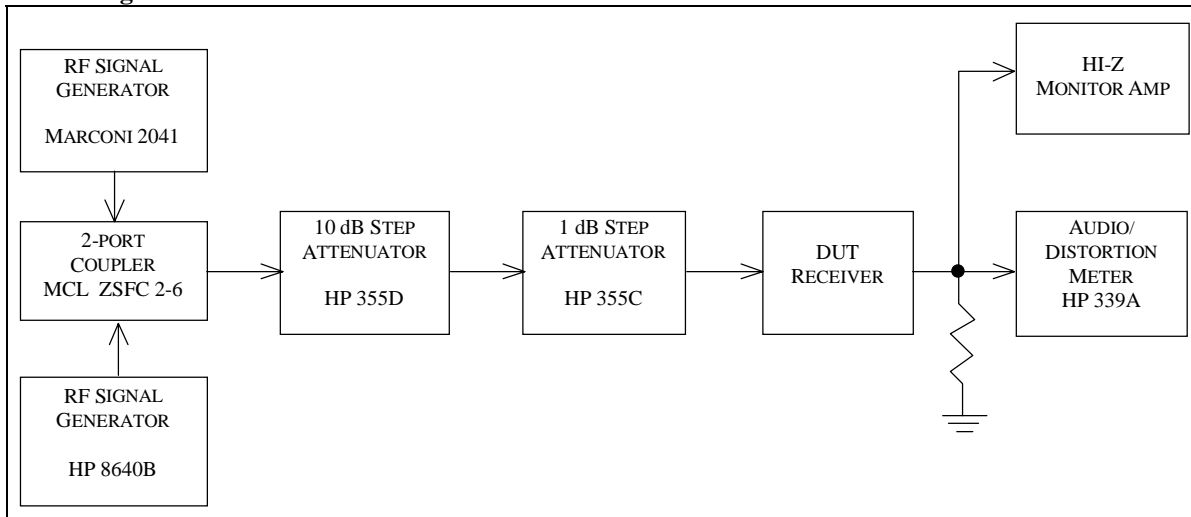 RF SIGNAL
GENERATOR
MARCONI 2041
2-PORT
COUPLER
MCL ZSFC 2-6
RF SIGNAL
GENERATOR
HP 8640B
10 dB STEP
ATTENUATOR
HP 355D
1 dB STEP
ATTENUATOR
HP 355C
DUT
RECEIVER
HI-Z
MONITOR AMP
AUDIO/
DISTORTION
METER
HP 339A